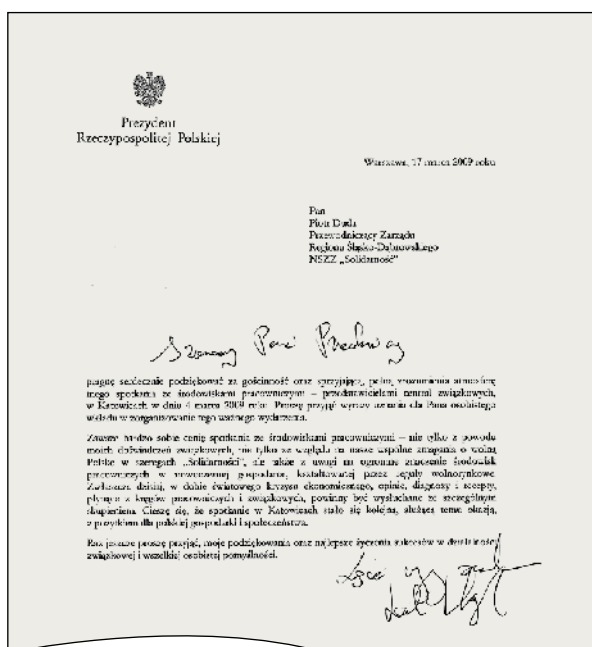 Prezydent
Rzeczypospolitej Polskiej
Warszawa, 17 marca 2009 roku
Pan
Piotr Duda
Przewodniczący Zarządu
Regionu Śląsko-Dąbrowskiego
NSZZ „Solidarność”
Szanowny Panie
pragnę serdecznie podziękować za gościnność oraz sprzyjającą, pełną zrozumienia atmosferę
mego spotkania ze środowiskami pracowniczymi – przedstawicielami central związkowych,
w Katowicach w dniu 4 marca 2009 roku. Proszę przyjąć wyrazy uznania dla Pana osobistego
wkładu w zorganizowanie tego ważnego wydarzenia.
Zawsze bardzo sobie cenię spotkania ze środowiskami pracowniczymi – nie tylko z powodu
moich doświadczeń związkowych, nie tylko ze względu na nasze wspólne zmagania o wolną
Polskę w szeregach „Solidarności”, ale także z uwagi na ogromne znaczenie środowisk
pracowniczych w nowoczesnej gospodarce, kształtowanej przez reguły wolnorynkowe.
Zwłaszcza dzisiaj, w dobie światowego kryzysu ekonomicznego, opinie, diagnozy i recepty,
płynące z kręgów pracowniczych i związkowych, powinny być wysłuchane ze szczególnym
skupieniem. Cieszę się, że spotkanie w Katowicach stało się kolejną, służącą temu okazją,
z pożytkiem dla polskiej gospodarki i społeczeństwa.
Raz jeszcze proszę przyjąć moje podziękowania oraz najlepsze życzenia sukcesów w działalności
związkowej i wszelkiej osobistej pomyślności.